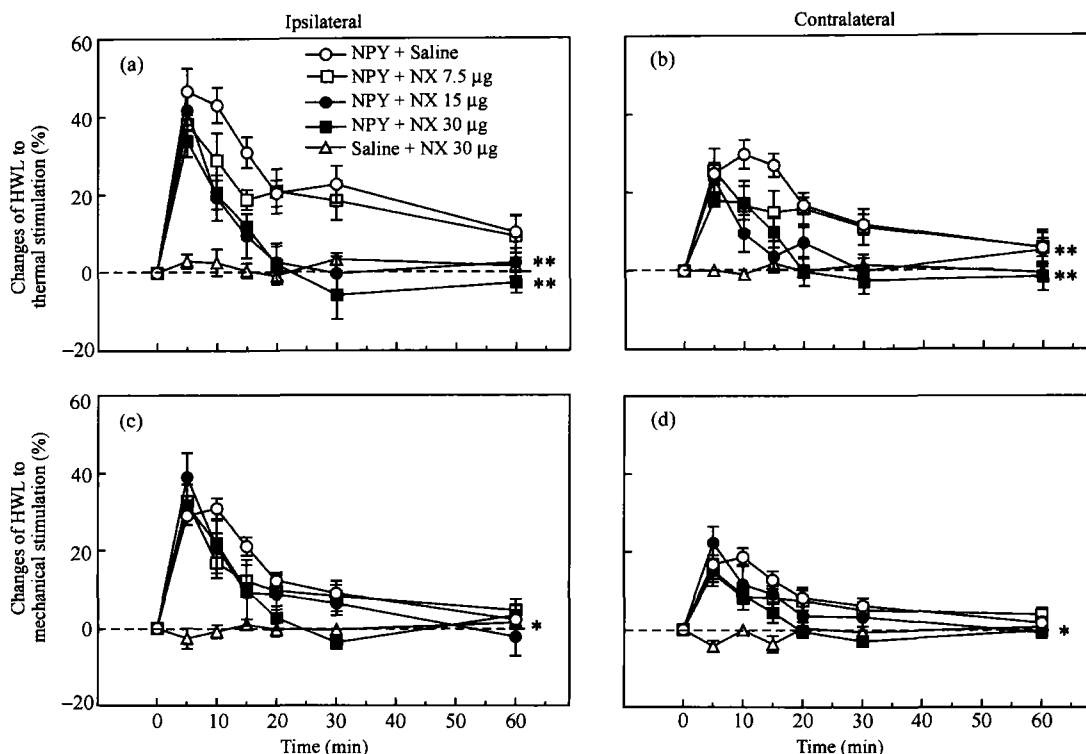 Ipsilateral
Contralateral
Changes of HWL to
thermal stimulation (%)
60
40
20
0
−20
(a)
NPY + Saline
NPY + NX 7.5 μg
NPY + NX 15 μg
NPY + NX 30 μg
Saline + NX 30 μg
**
**
(b)
**
**
Changes of HWL to
mechanical stimulation (%)
60
40
20
0
−20
(c)
*
0 10 20 30 40 50 60
Time (min)
(d)
*
0 10 20 30 40 50 60
Time (min)